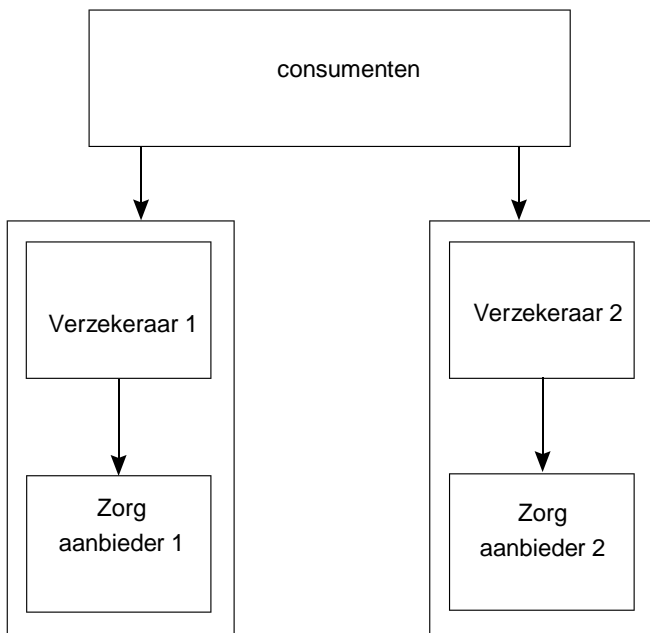 consumenten
Verzekeraar 1
Verzekeraar 2
Zorg
aanbieder 1
Zorg
aanbieder 2